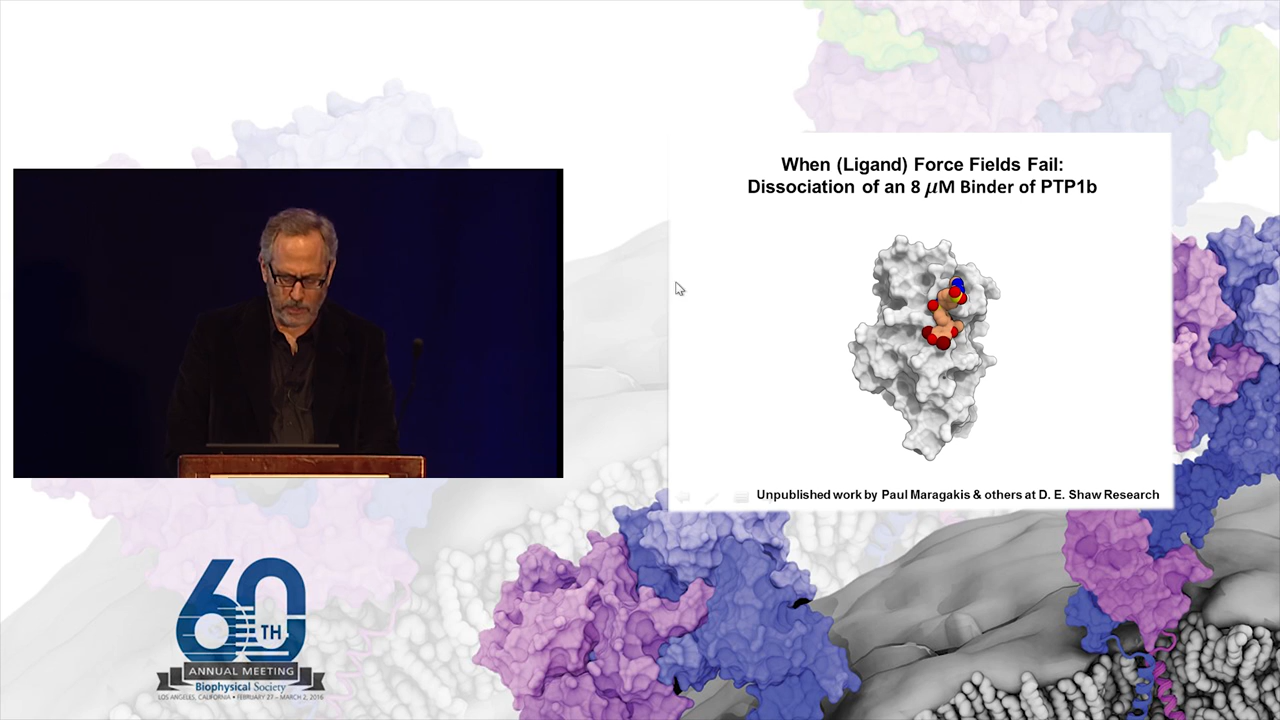 When (Ligand) Force Fields Fail:
Dissociation of an 8 𝜇M Binder of PTP1b
Unpublished work by Paul Maragakis & others at D. E. Shaw Research
60TH
ANNUAL MEETING
Biophysical Society
LOS ANGELES, CALIFORNIA • FEBRUARY 27 – MARCH 2, 2016